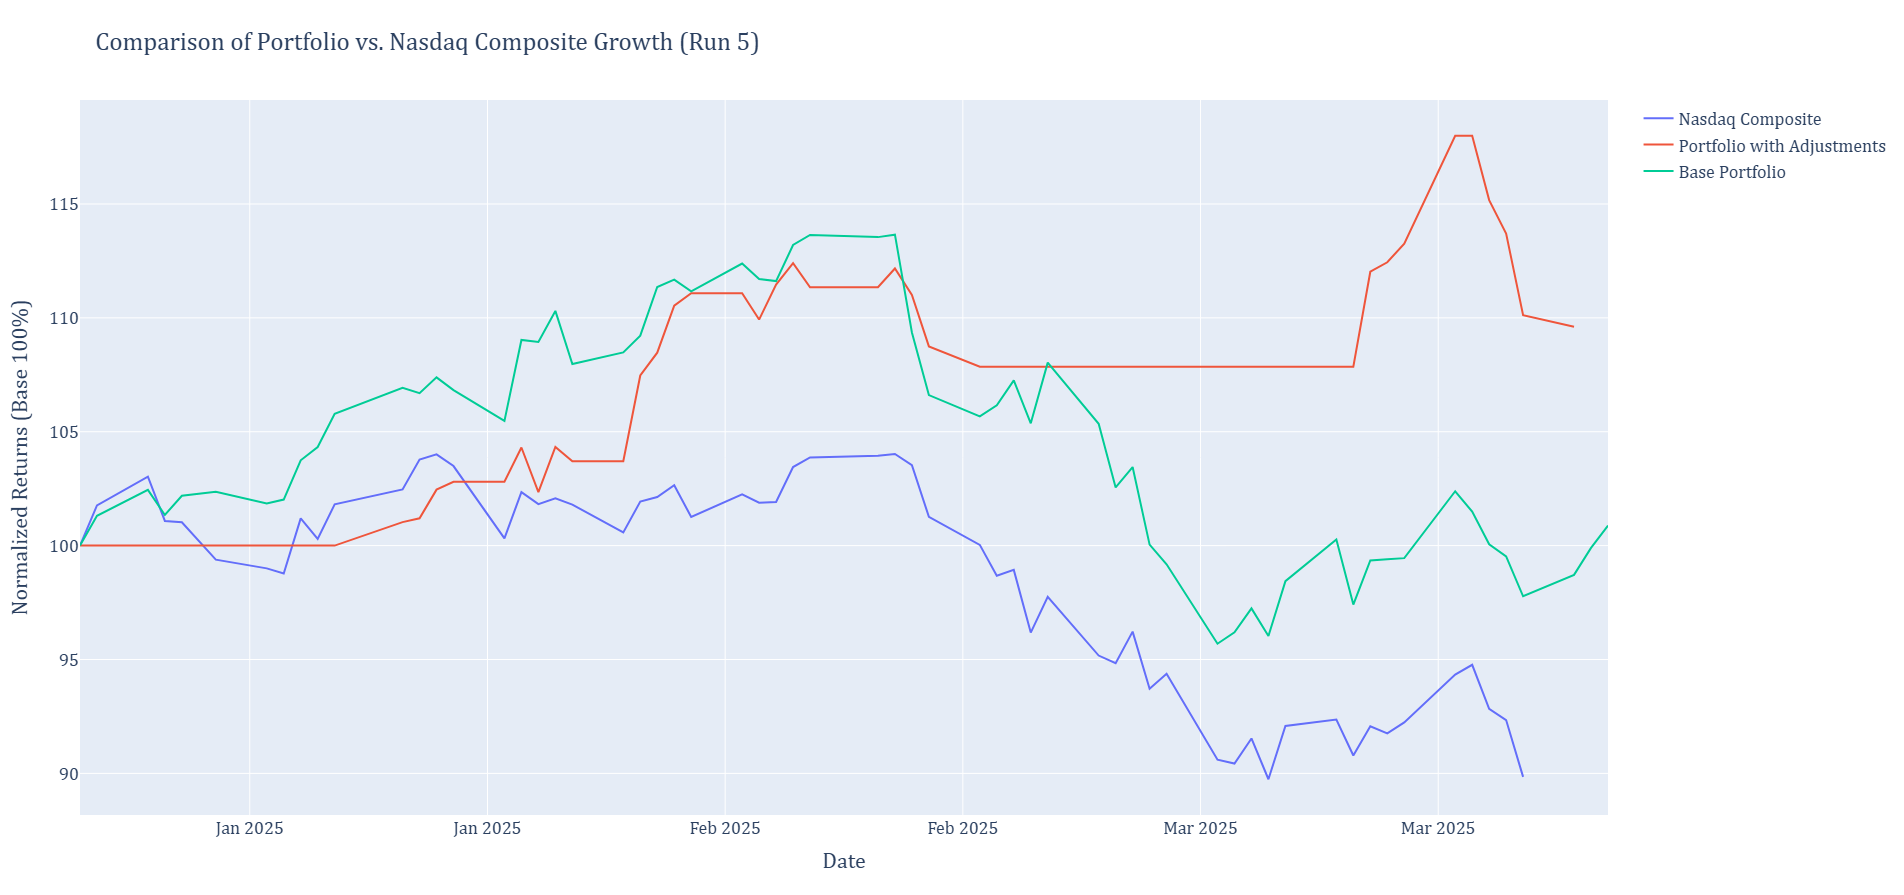 Comparison of Portfolio vs. Nasdaq Composite Growth (Run 5)
Nasdaq Composite
Portfolio with Adjustments
Base Portfolio
Normalized Returns (Base 100%)
115
110
105
100
95
90
Jan 2025 Jan 2025 Feb 2025 Feb 2025 Mar 2025 Mar 2025
Date